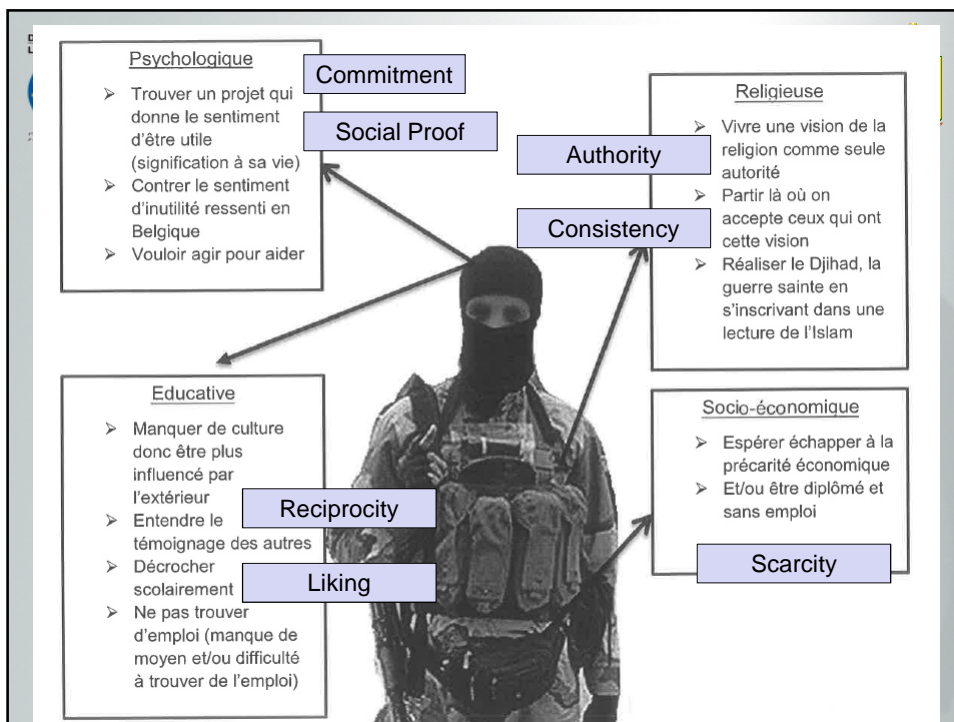 Psychologique
➢ Trouver un projet qui
donne le sentiment
d'être utile
(signification à sa vie)
➢ Contrer le sentiment
d'inutilité ressenti en
Belgique
➢ Vouloir agir pour aider
Commitment
Social Proof
Religieuse
➢ Vivre une vision de la
religion comme seule
autorité
➢ Partir là où on
accepte ceux qui ont
cette vision
➢ Réaliser le Djihad, la
guerre sainte en
s'inscrivant dans une
lecture de l'Islam
Authority
Consistency
Educative
➢ Manquer de culture
donc être plus
influencé par
l'extérieur
➢ Entendre le
témoignage des autres
➢ Décrocher
scolairement
➢ Ne pas trouver
d'emploi (manque de
moyen et/ou difficulté
à trouver de l'emploi)
Reciprocity
Liking
Socio-économique
➢ Espérer échapper à la
précarité économique
➢ Et/ou être diplômé et
sans emploi
Scarcity